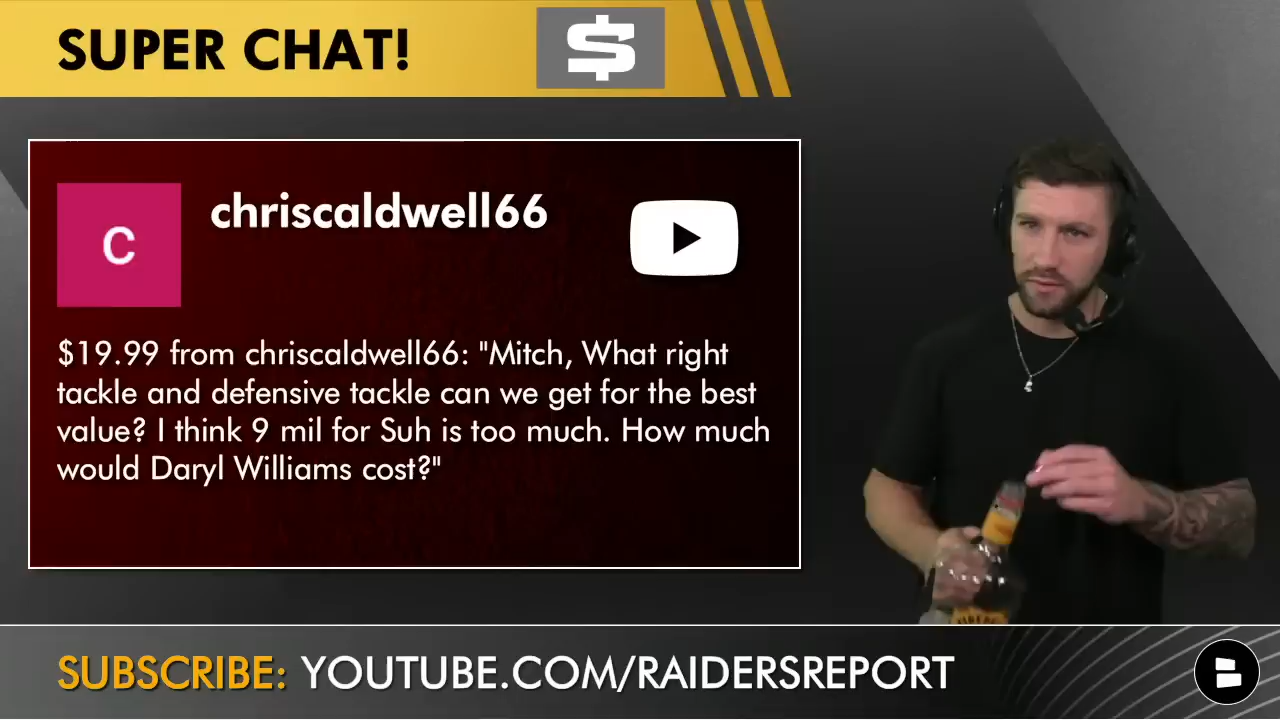 SUPER CHAT!
$
C
chriscaldwell66
$19.99 from chriscaldwell66: "Mitch, What right
tackle and defensive tackle can we get for the best
value? I think 9 mil for Suh is too much. How much
would Daryl Williams cost?"
SUBSCRIBE: YOUTUBE.COM/RAIDERSREPORT